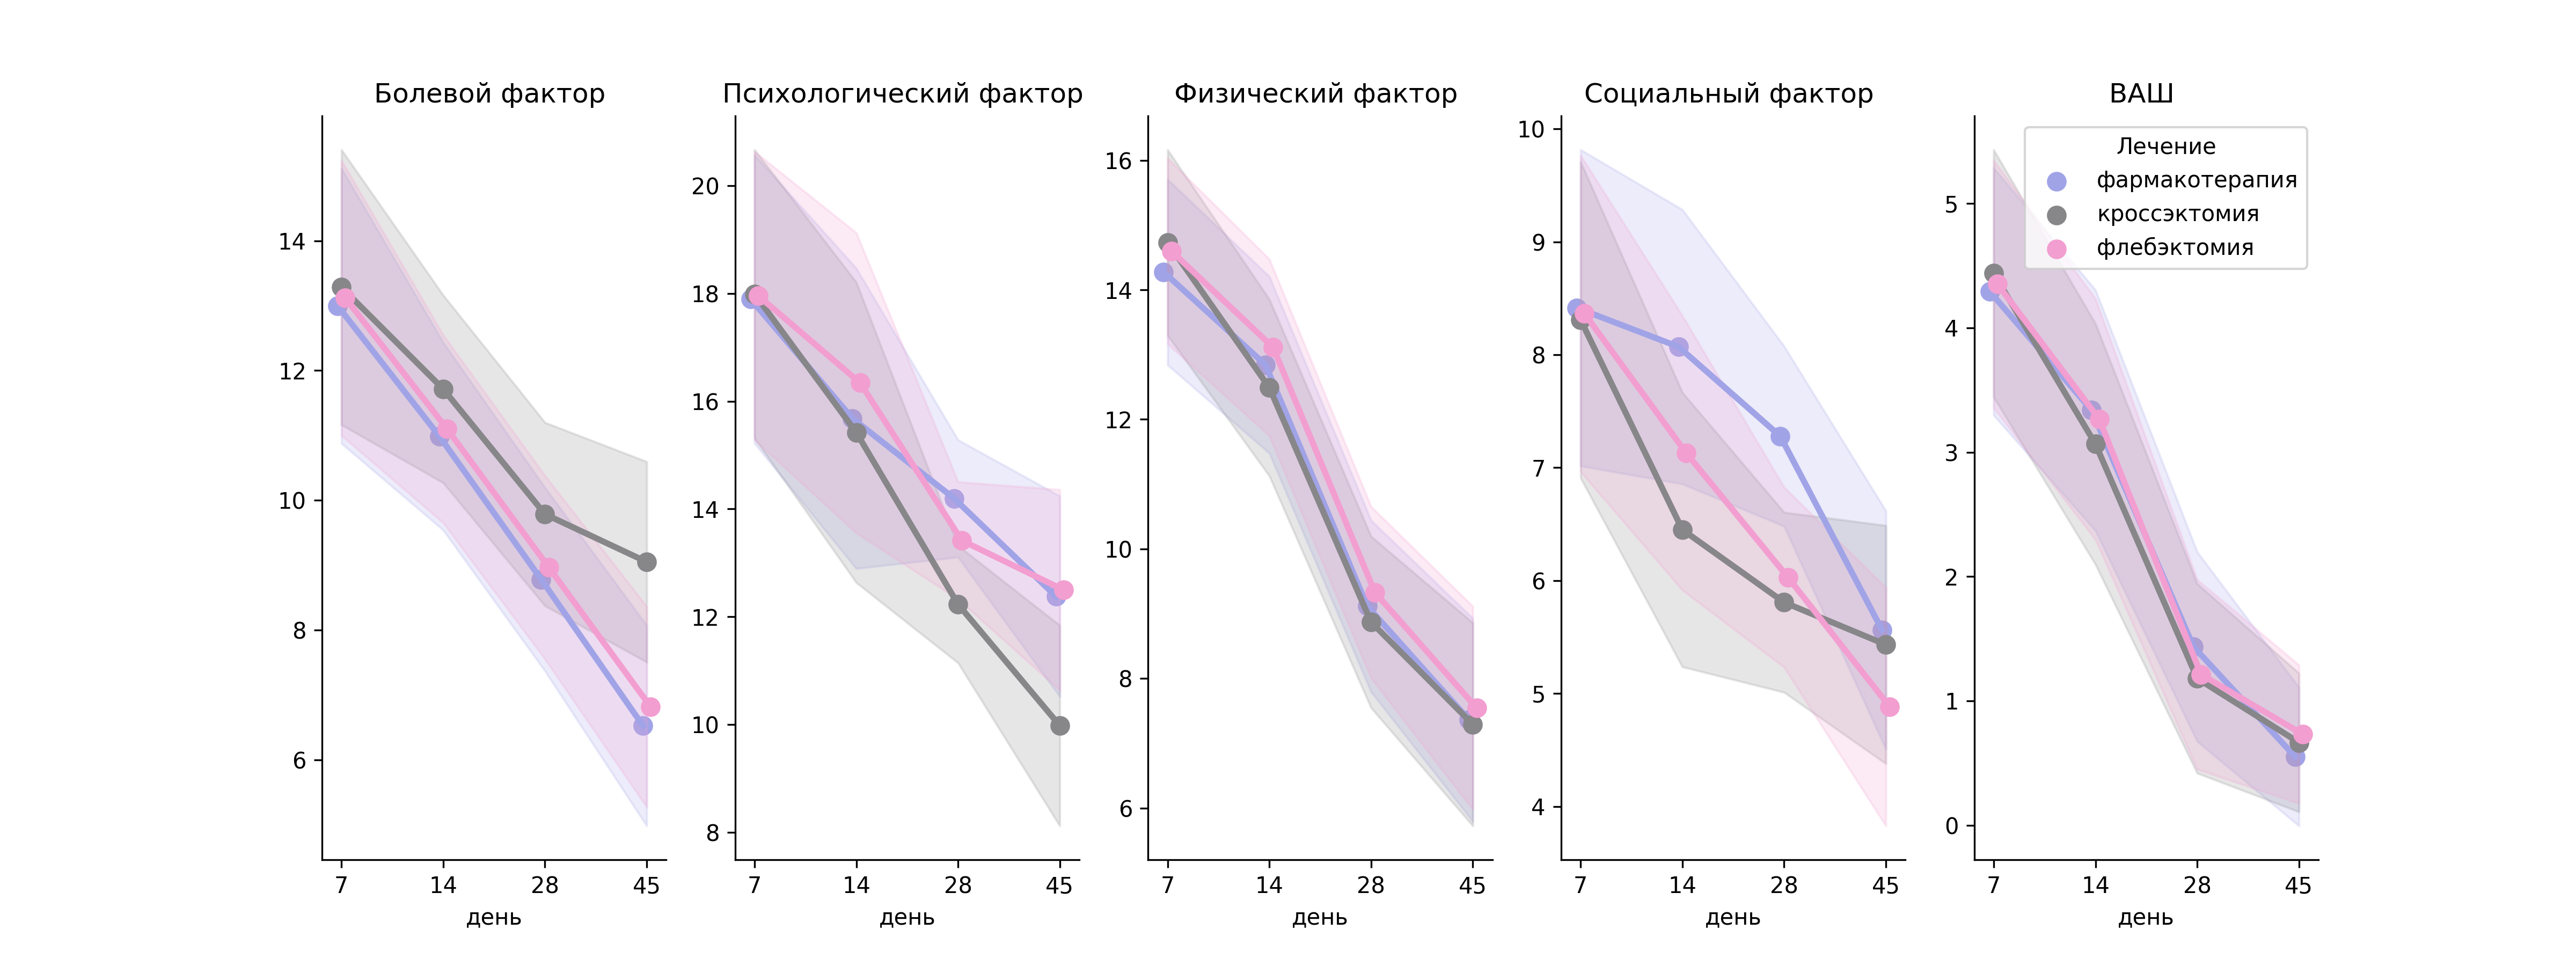 Болевой фактор
14
12
10
8
6
7 14 28 45
день
Психологический фактор
20
18
16
14
12
10
8
7 14 28 45
день
Физический фактор
16
14
12
10
8
6
7 14 28 45
день
Социальный фактор
10
9
8
7
6
5
4
7 14 28 45
день
ВАШ
Лечение
фармакотерапия
кроссэктомия
флебэктомия
5
4
3
2
1
0
7 14 28 45
день